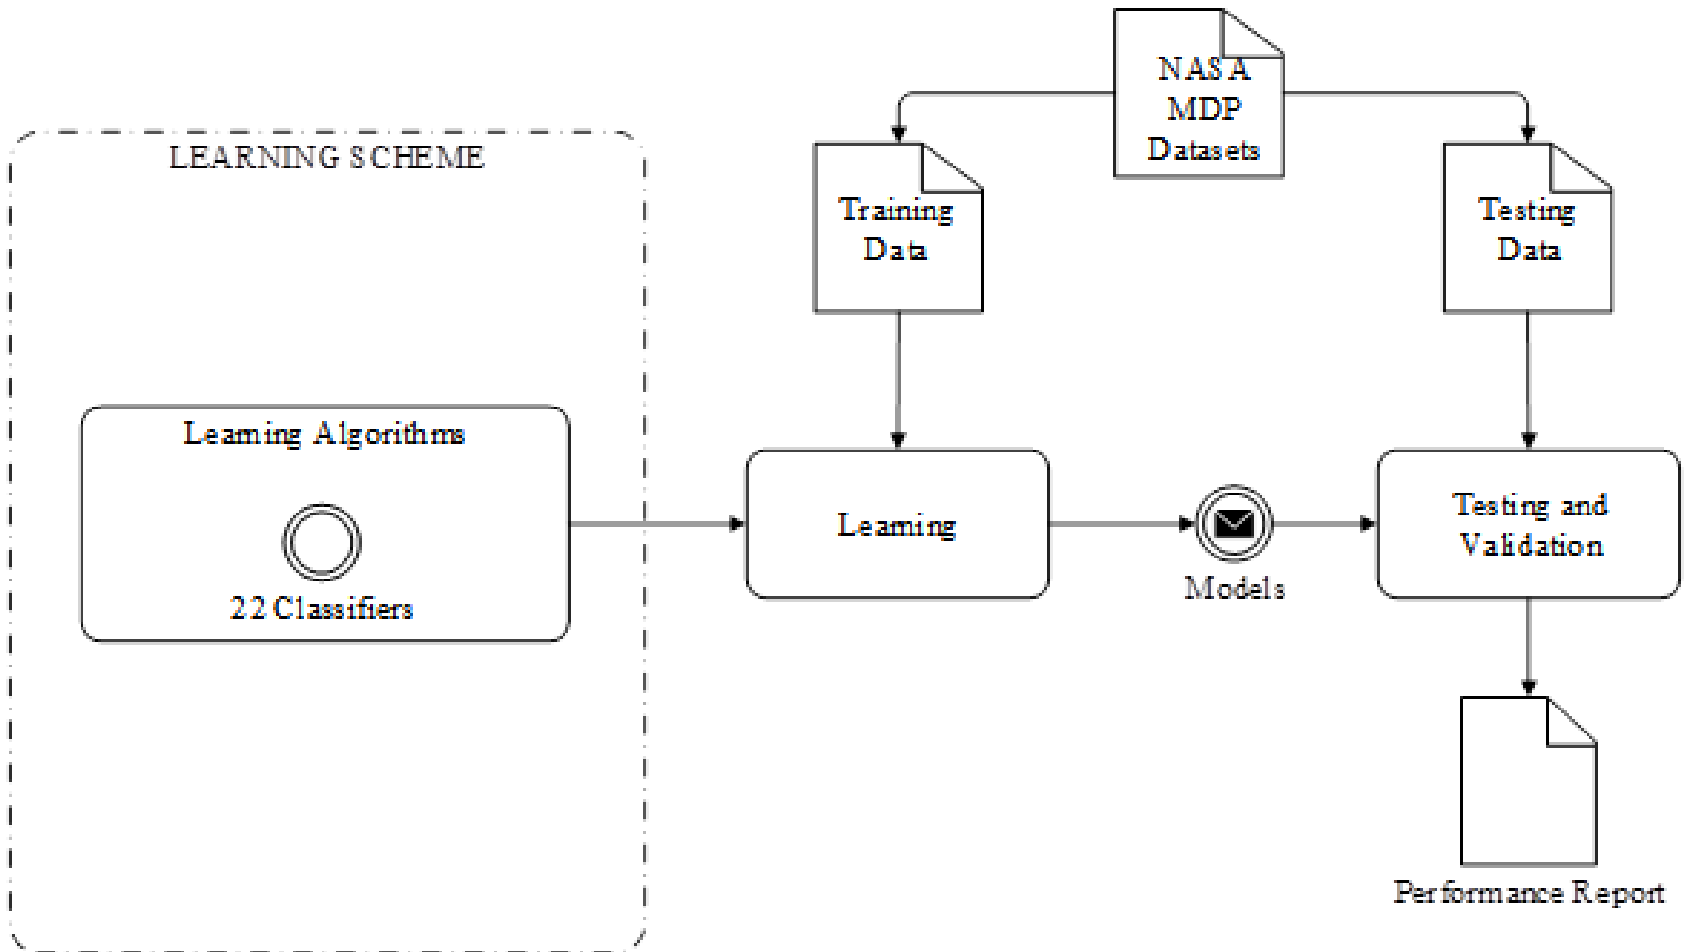 NASA
MDP
Datasets
LEARNING SCHEME
Training
Data
Testing
Data
Learning Algorithms
22 Classifiers
Learning
Models
Testing and
Validation
Performance Report